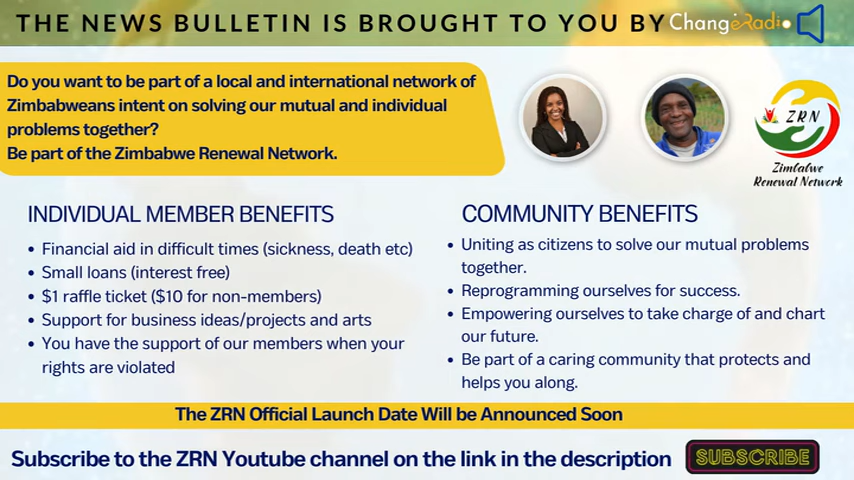 THE NEWS BULLETIN IS BROUGHT TO YOU BY ChangeRadio
Do you want to be part of a local and international network of
Zimbabweans intent on solving our mutual and individual
problems together?
Be part of the Zimbabwe Renewal Network.
ZRN
Zimbabwe
Renewal Network
INDIVIDUAL MEMBER BENEFITS
• Financial aid in difficult times (sickness, death etc)
• Small loans (interest free)
• $1 raffle ticket ($10 for non-members)
• Support for business ideas/projects and arts
• You have the support of our members when your
rights are violated
COMMUNITY BENEFITS
• Uniting as citizens to solve our mutual problems
together.
• Reprogramming ourselves for success.
• Empowering ourselves to take charge of and chart
our future.
• Be part of a caring community that protects and
helps you along.
The ZRN Official Launch Date Will be Announced Soon
Subscribe to the ZRN Youtube channel on the link in the description
SUBSCRIBE